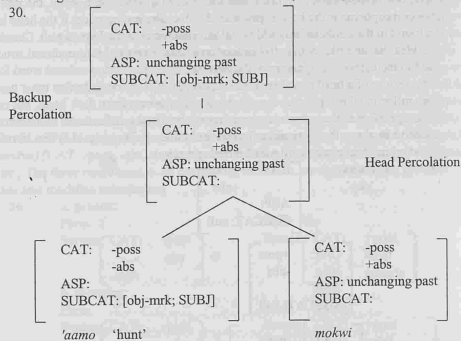 30.
CAT: -poss
+abs
ASP: unchanging past
SUBCAT: [obj-mrk; SUBJ]
Backup
Percolation
CAT: -poss
+abs
ASP: unchanging past
SUBCAT:
Head Percolation
CAT: -poss
-abs
ASP:
SUBCAT: [obj-mrk; SUBJ]
'aamo 'hunt'
CAT: -poss
+abs
ASP: unchanging past
SUBCAT:
mokwi